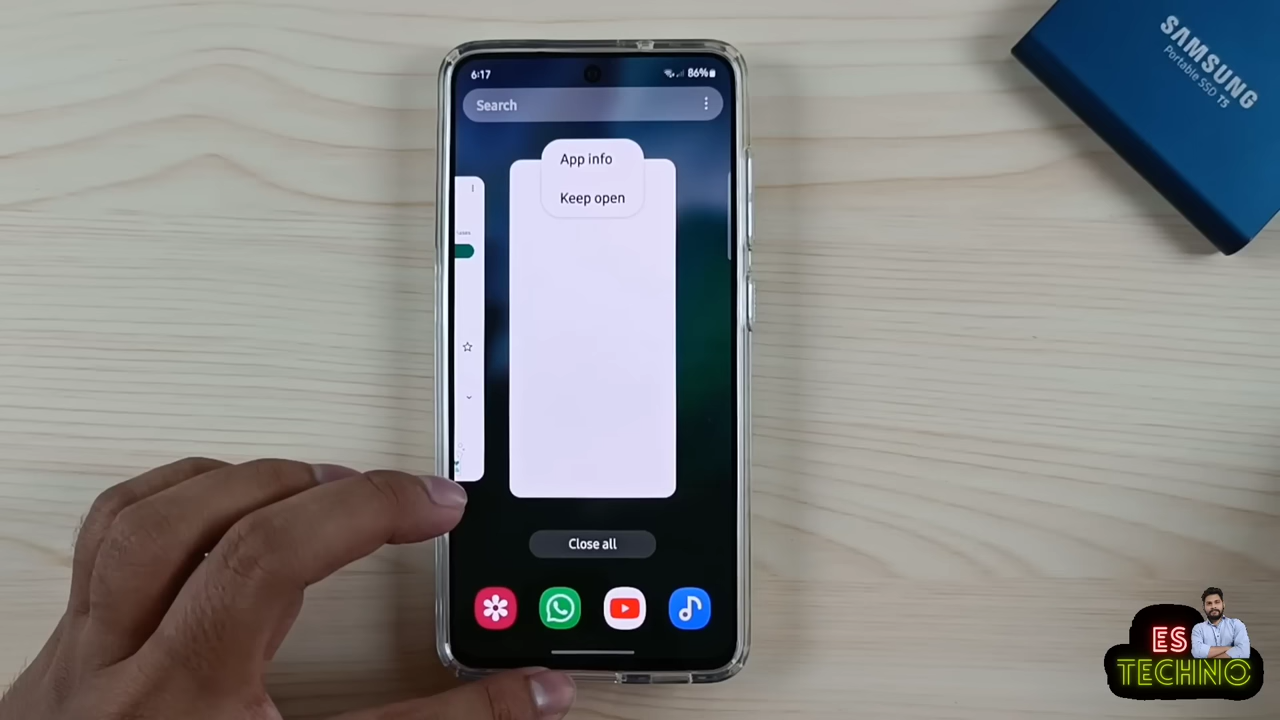 6:17
86%
Search
App info
Keep open
Close all
SAMSUNG
Portable SSD T5
ES
TECHNO